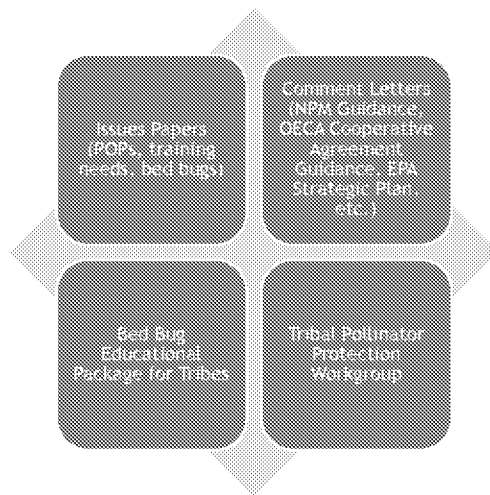 Issues Papers
(POPs, training
needs, bed bugs)
Comment Letters
(NPM Guidance,
OECA Cooperative
Agreement
Guidance, EPA
Strategic Plan,
etc.)
Bed Bug
Educational
Package for Tribes
Tribal Pollinator
Protection
Workgroup